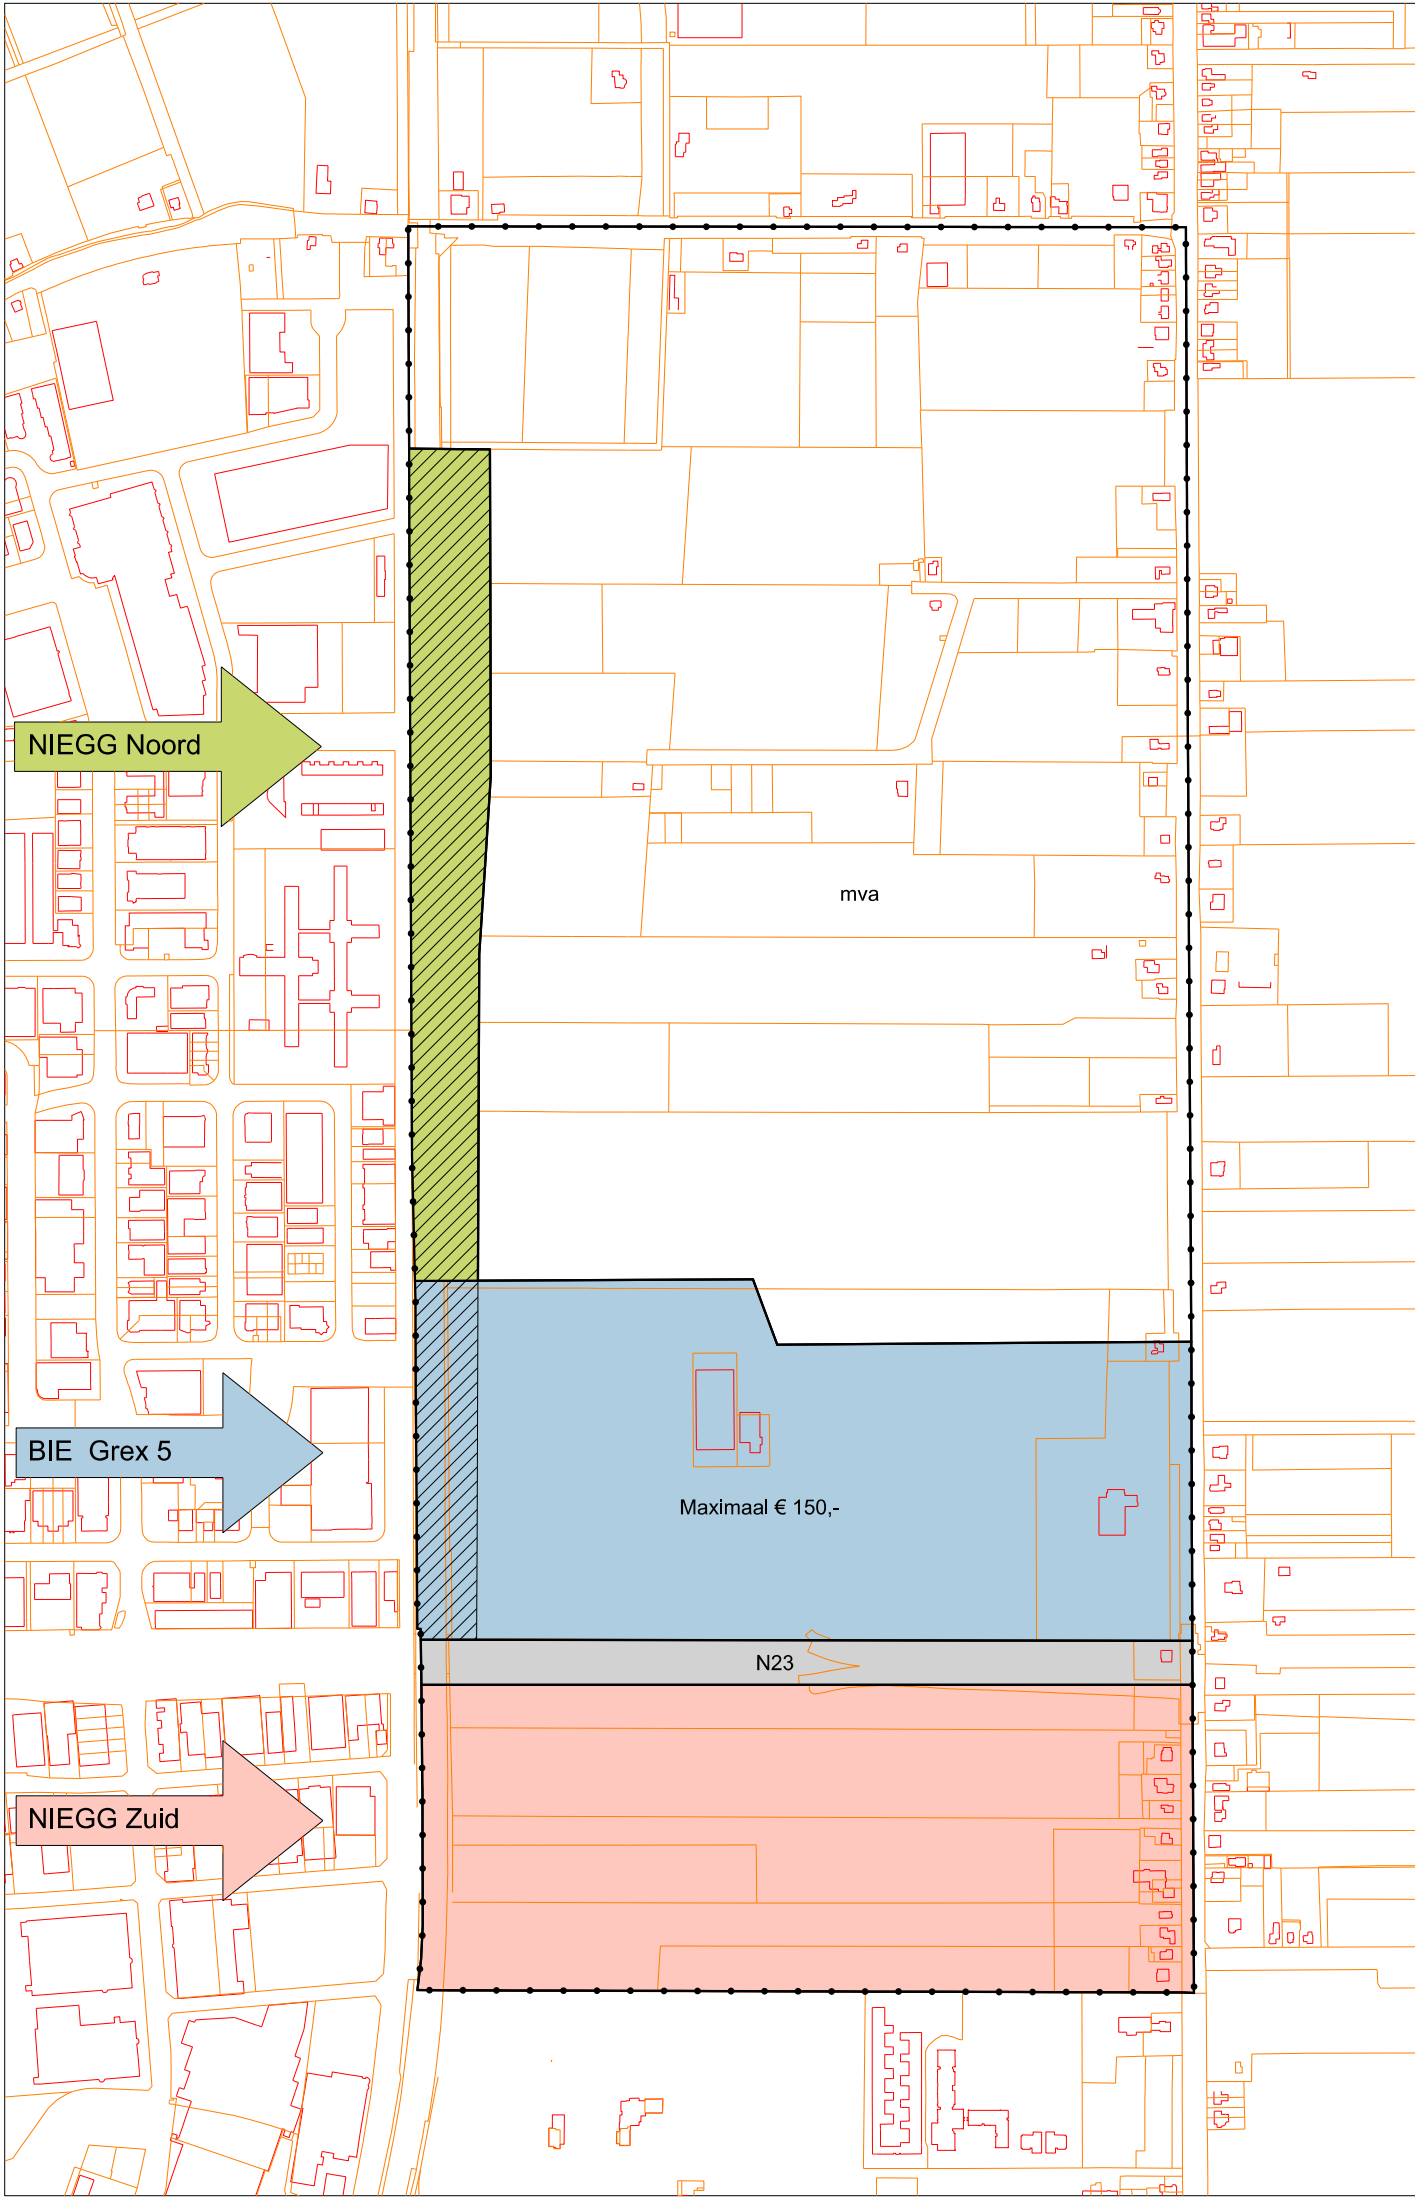 NIEGG Noord
mva
BIE Grex 5
Maximaal € 150,-
N23
NIEGG Zuid